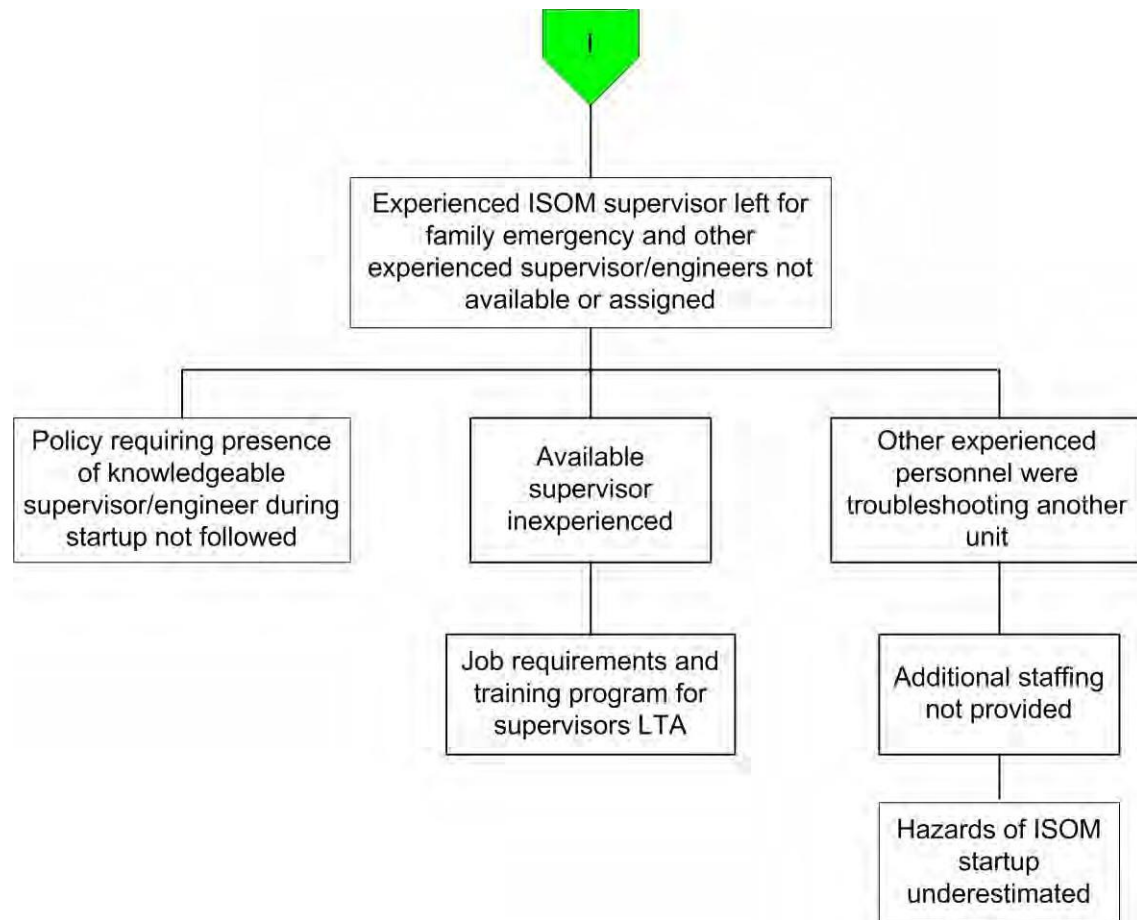 i
Experienced ISOM supervisor left for
family emergency and other
experienced supervisor/engineers not
available or assigned
Policy requiring presence
of knowledgeable
supervisor/engineer during
startup not followed
Available
supervisor
inexperienced
Other experienced
personnel were
troubleshooting another
unit
Job requirements and
training program for
supervisors LTA
Additional staffing
not provided
Hazards of ISOM
startup
underestimated